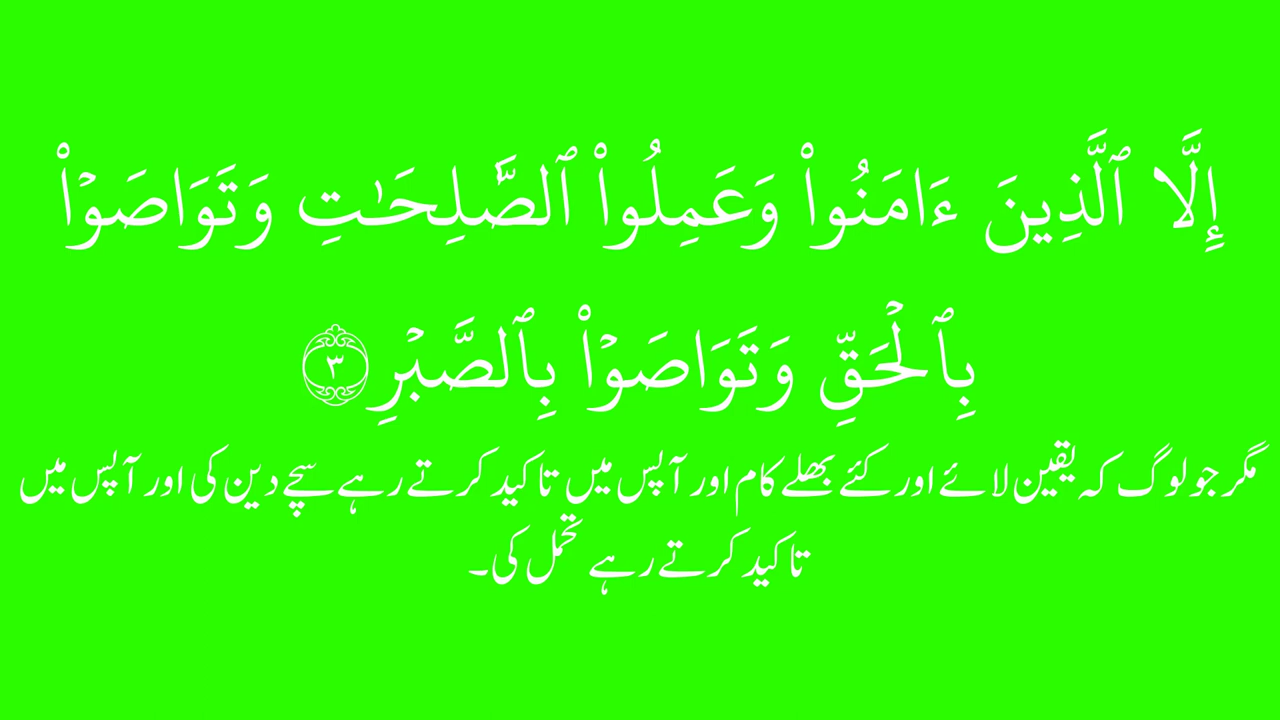 إِلَّا ٱلَّذِينَ ءَامَنُوا۟ وَعَمِلُوا۟ ٱلصَّٰلِحَـٰتِ وَتَوَاصَوْا۟
بِٱلْحَقِّ وَتَوَاصَوْا۟ بِٱلصَّبْرِ ٣
مگر جو لوگ کہ یقین لائے اور کئے بھلے کام اور آپس میں تاکید کرتے رہے سچے دین کی اور آپس میں
تاکید کرتے رہے تحمل کی۔